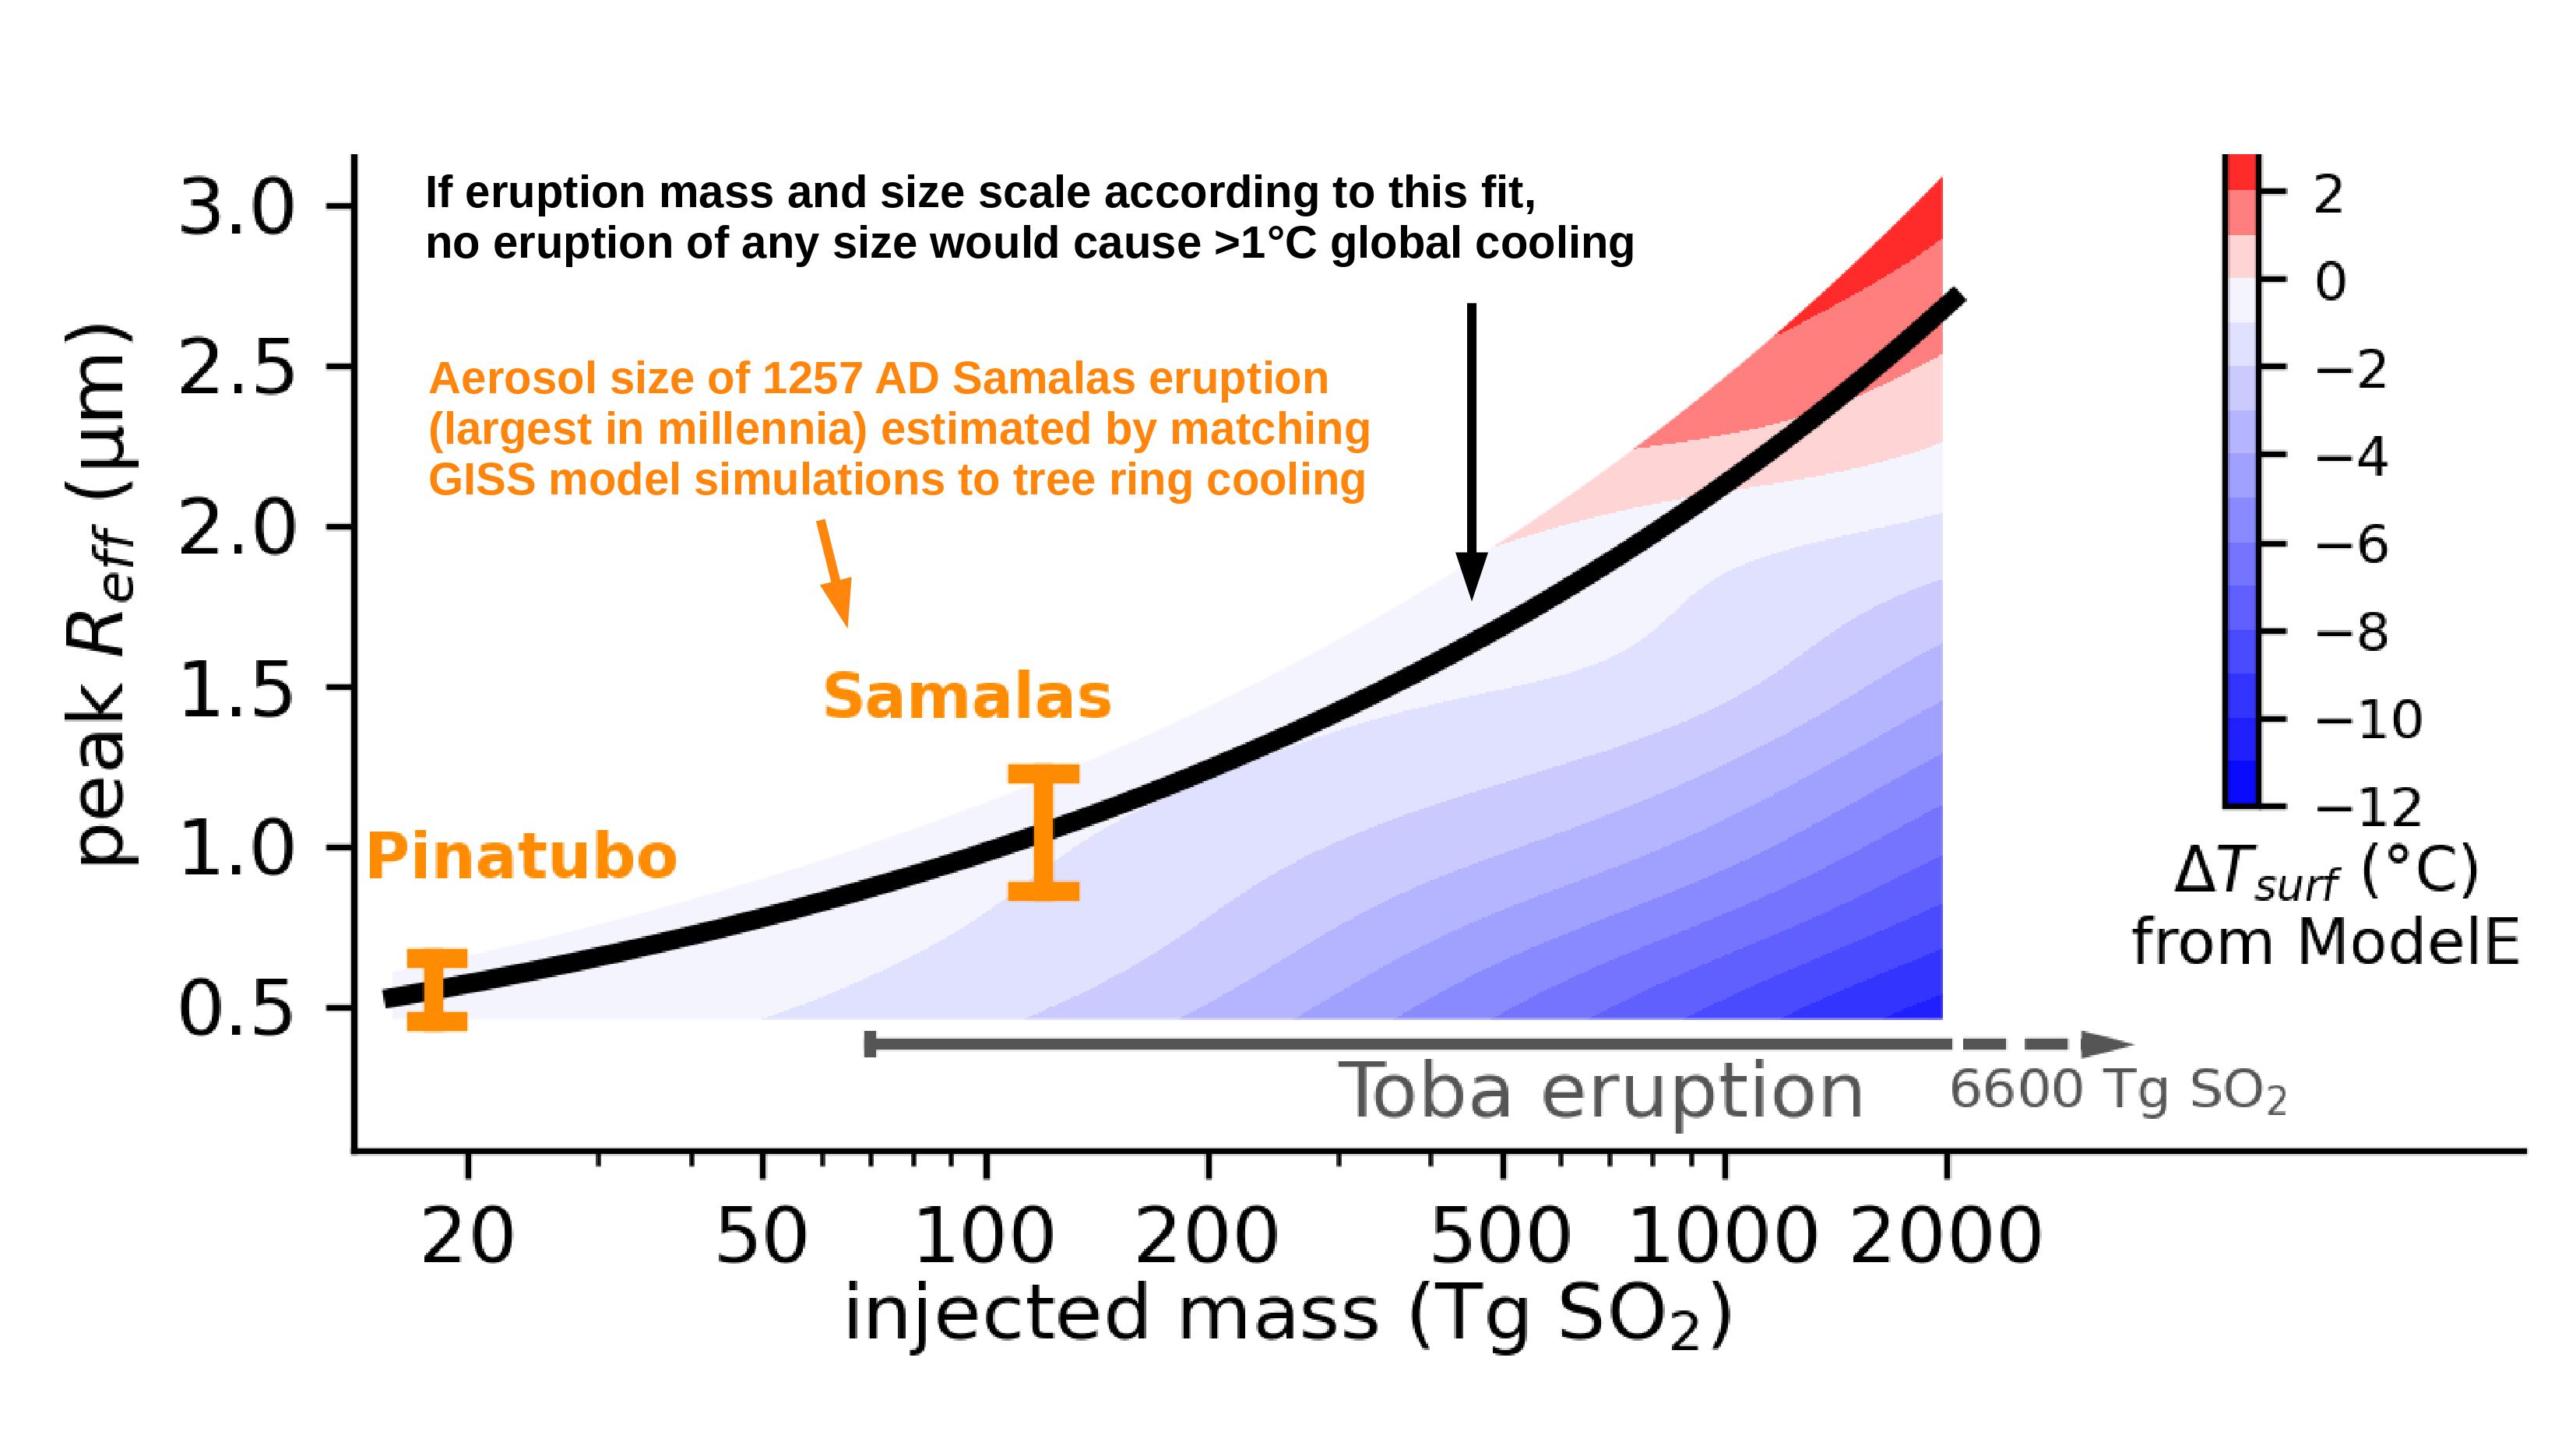 If eruption mass and size scale according to this fit,
no eruption of any size would cause >1°C global cooling
Aerosol size of 1257 AD Samalas eruption
(largest in millennia) estimated by matching
GISS model simulations to tree ring cooling
Samalas
Pinatubo
peak R_eff (µm)
3.0
2.5
2.0
1.5
1.0
0.5
Toba eruption
6600 Tg SO₂
20 50 100 200 500 1000 2000
injected mass (Tg SO₂)
2
0
−2
−4
−6
−8
−10
−12
ΔT_surf (°C)
from ModelE